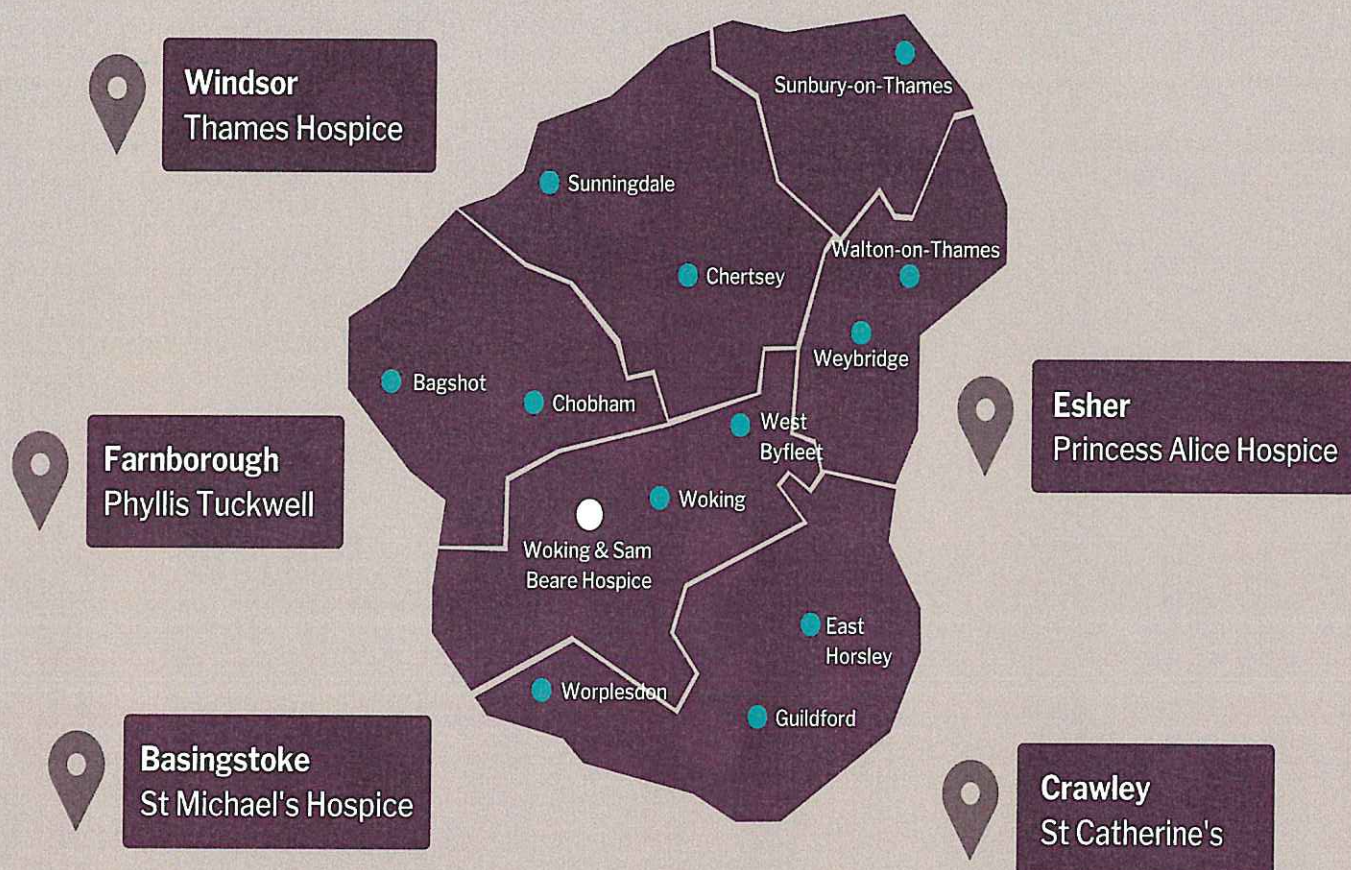 Windsor
Thames Hospice
Sunbury-on-Thames
Sunningdale
Walton-on-Thames
Chertsey
Weybridge
Bagshot
Chobham
West
Byfleet
Esher
Princess Alice Hospice
Farnborough
Phyllis Tuckwell
Woking
Woking & Sam
Beare Hospice
East
Horsley
Worplesdon
Guildford
Basingstoke
St Michael's Hospice
Crawley
St Catherine's